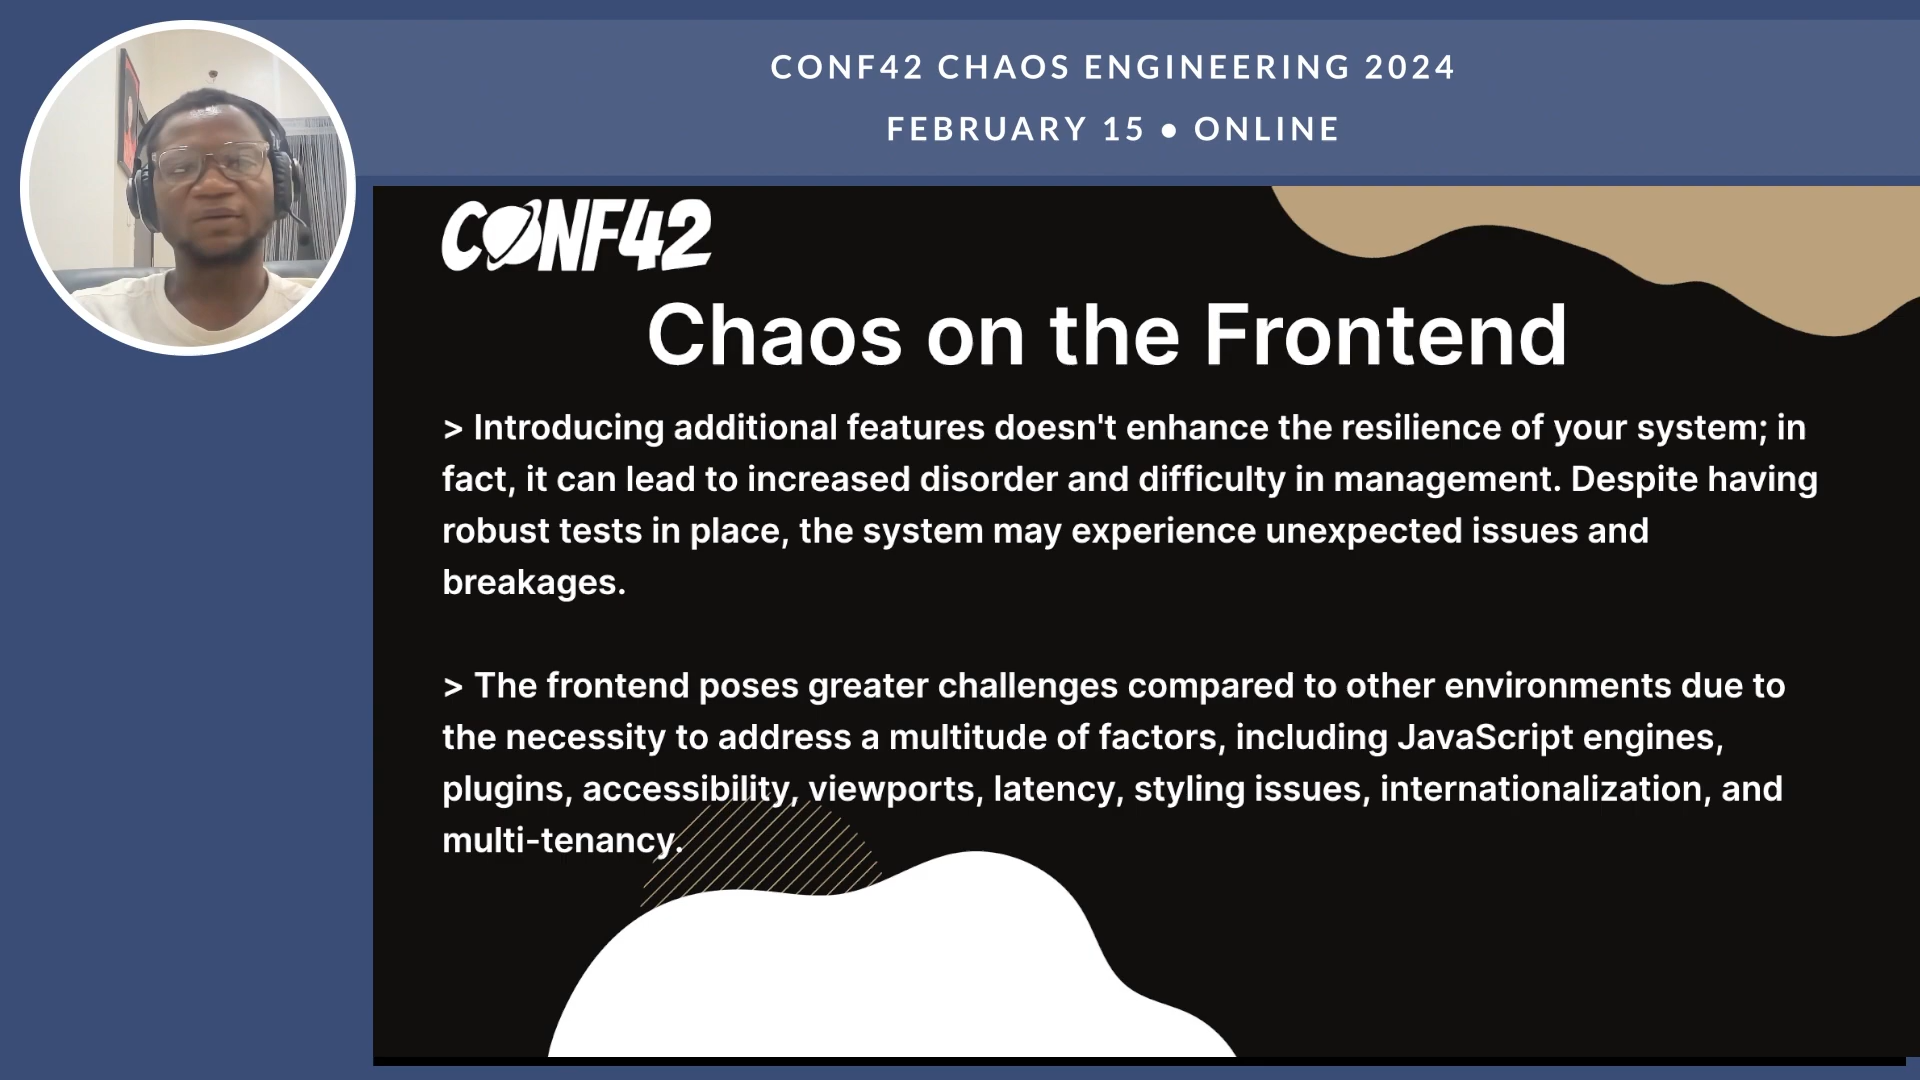 CONF42 CHAOS ENGINEERING 2024
FEBRUARY 15 • ONLINE
CONF42
Chaos on the Frontend
> Introducing additional features doesn't enhance the resilience of your system; in
fact, it can lead to increased disorder and difficulty in management. Despite having
robust tests in place, the system may experience unexpected issues and
breakages.
> The frontend poses greater challenges compared to other environments due to
the necessity to address a multitude of factors, including JavaScript engines,
plugins, accessibility, viewports, latency, styling issues, internationalization, and
multi-tenancy.